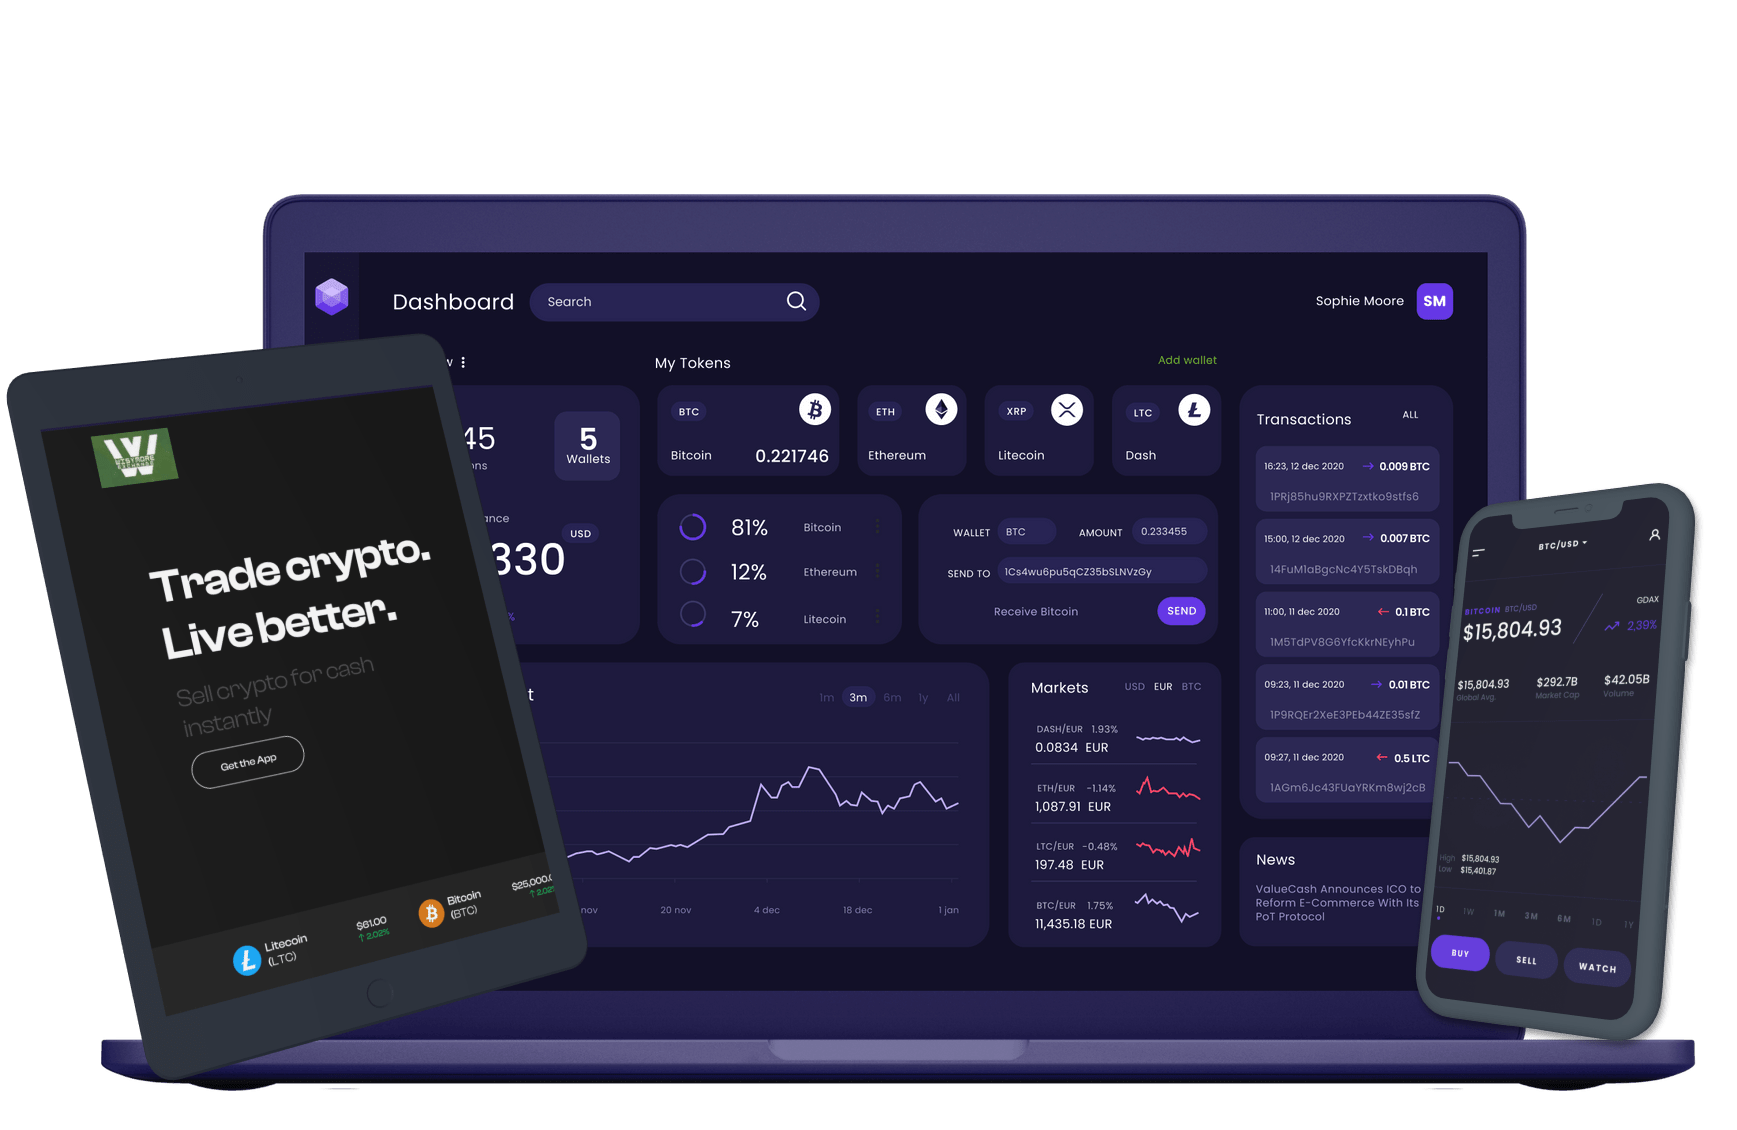 Dashboard
Search
Sophie Moore
SM
My Tokens
Add wallet
45
5
Wallets
USD
330
%
BTC
Bitcoin
0.221746
ETH
Ethereum
XRP
Litecoin
LTC
Dash
81%
Bitcoin
12%
Ethereum
7%
Litecoin
WALLET
BTC
AMOUNT
0.233455
SEND TO
1Cs4wu6pu5qCZ35bSLNVzGy
Receive Bitcoin
SEND
Transactions
ALL
16:23, 12 dec 2020 → 0.009 BTC
1PRj85hu9RXPZTzxtko9stfs6
15:00, 12 dec 2020 → 0.007 BTC
14FuM1aBgcNc4Y5TskDBqh
11:00, 11 dec 2020 ← 0.1 BTC
1M5TdPV8G6YfcKkrNEyhPu
09:23, 11 dec 2020 → 0.01 BTC
1P9RQEr2XeE3PEb44ZE35sfZ
09:27, 11 dec 2020 ← 0.5 LTC
1AGm6Jc43FUaYRKm8wj2cB
1m 3m 6m 1y All
nov
20 nov
4 dec
18 dec
1 jan
Markets
USD EUR BTC
DASH/EUR 1.93%
0.0834 EUR
ETH/EUR -1.14%
1,087.91 EUR
LTC/EUR -0.48%
197.48 EUR
BTC/EUR 1.75%
11,435.18 EUR
News
ValueCash Announces ICO to
Reform E-Commerce With Its
PoT Protocol
W
EXCHANGE
Trade crypto.
Live better.
Sell crypto for cash
instantly
Get the App
Litecoin
(LTC)
$61.00
↑ 2.02%
Bitcoin
(BTC)
$25,000.
↑ 2.02%
BTC/USD
BITCOIN BTC/USD
$15,804.93
GDAX
2,39%
$15,804.93
Global Avg.
$292.7B
Market Cap
$42.05B
Volume
High $15,804.93
Low $15,401.87
1D 1W 1M 3M 6M 1D 1Y
BUY
SELL
WATCH